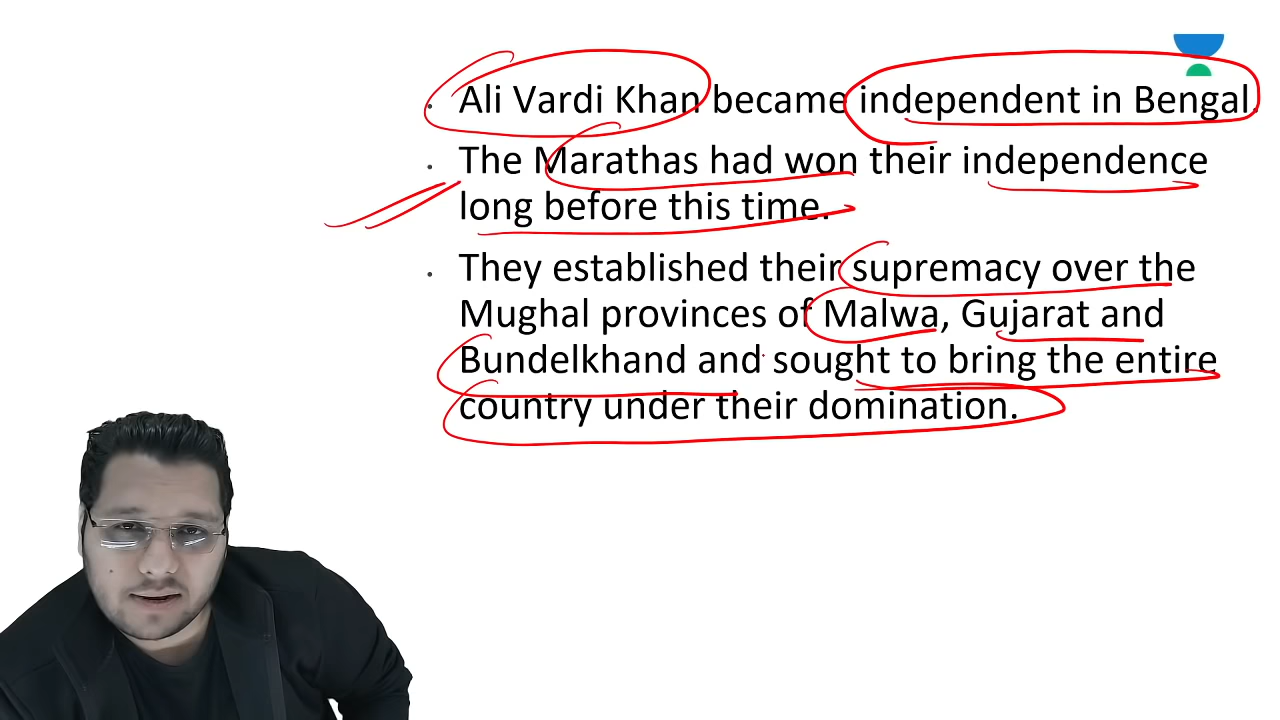 Ali Vardi Khan became independent in Bengal.
The Marathas had won their independence
long before this time.
They established their supremacy over the
Mughal provinces of Malwa, Gujarat and
Bundelkhand and sought to bring the entire
country under their domination.